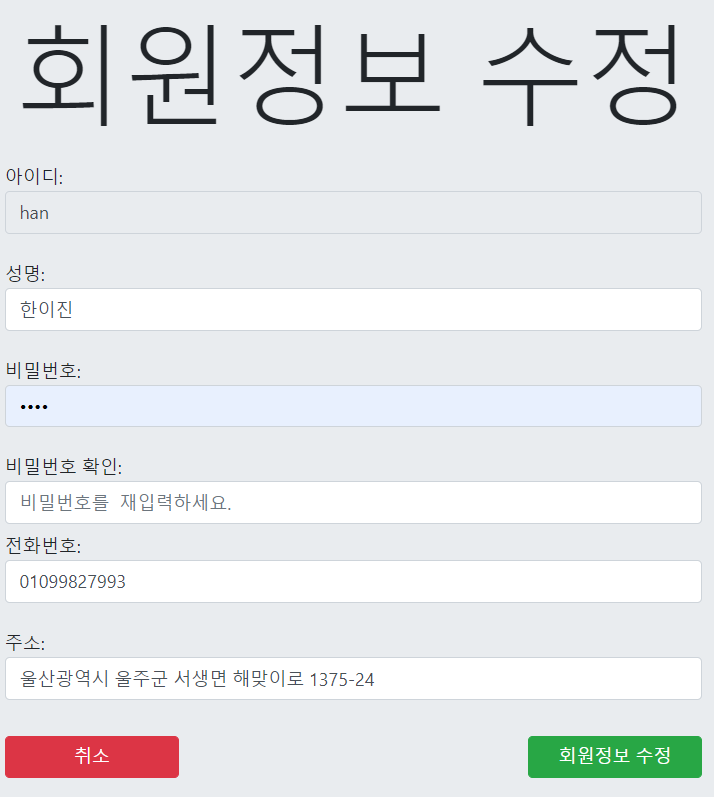 회원정보 수정
아이디:
han
성명:
한이진
비밀번호:
••••
비밀번호 확인:
비밀번호를  재입력하세요.
전화번호:
01099827993
주소:
울산광역시 울주군 서생면 해맞이로 1375-24
취소
회원정보 수정